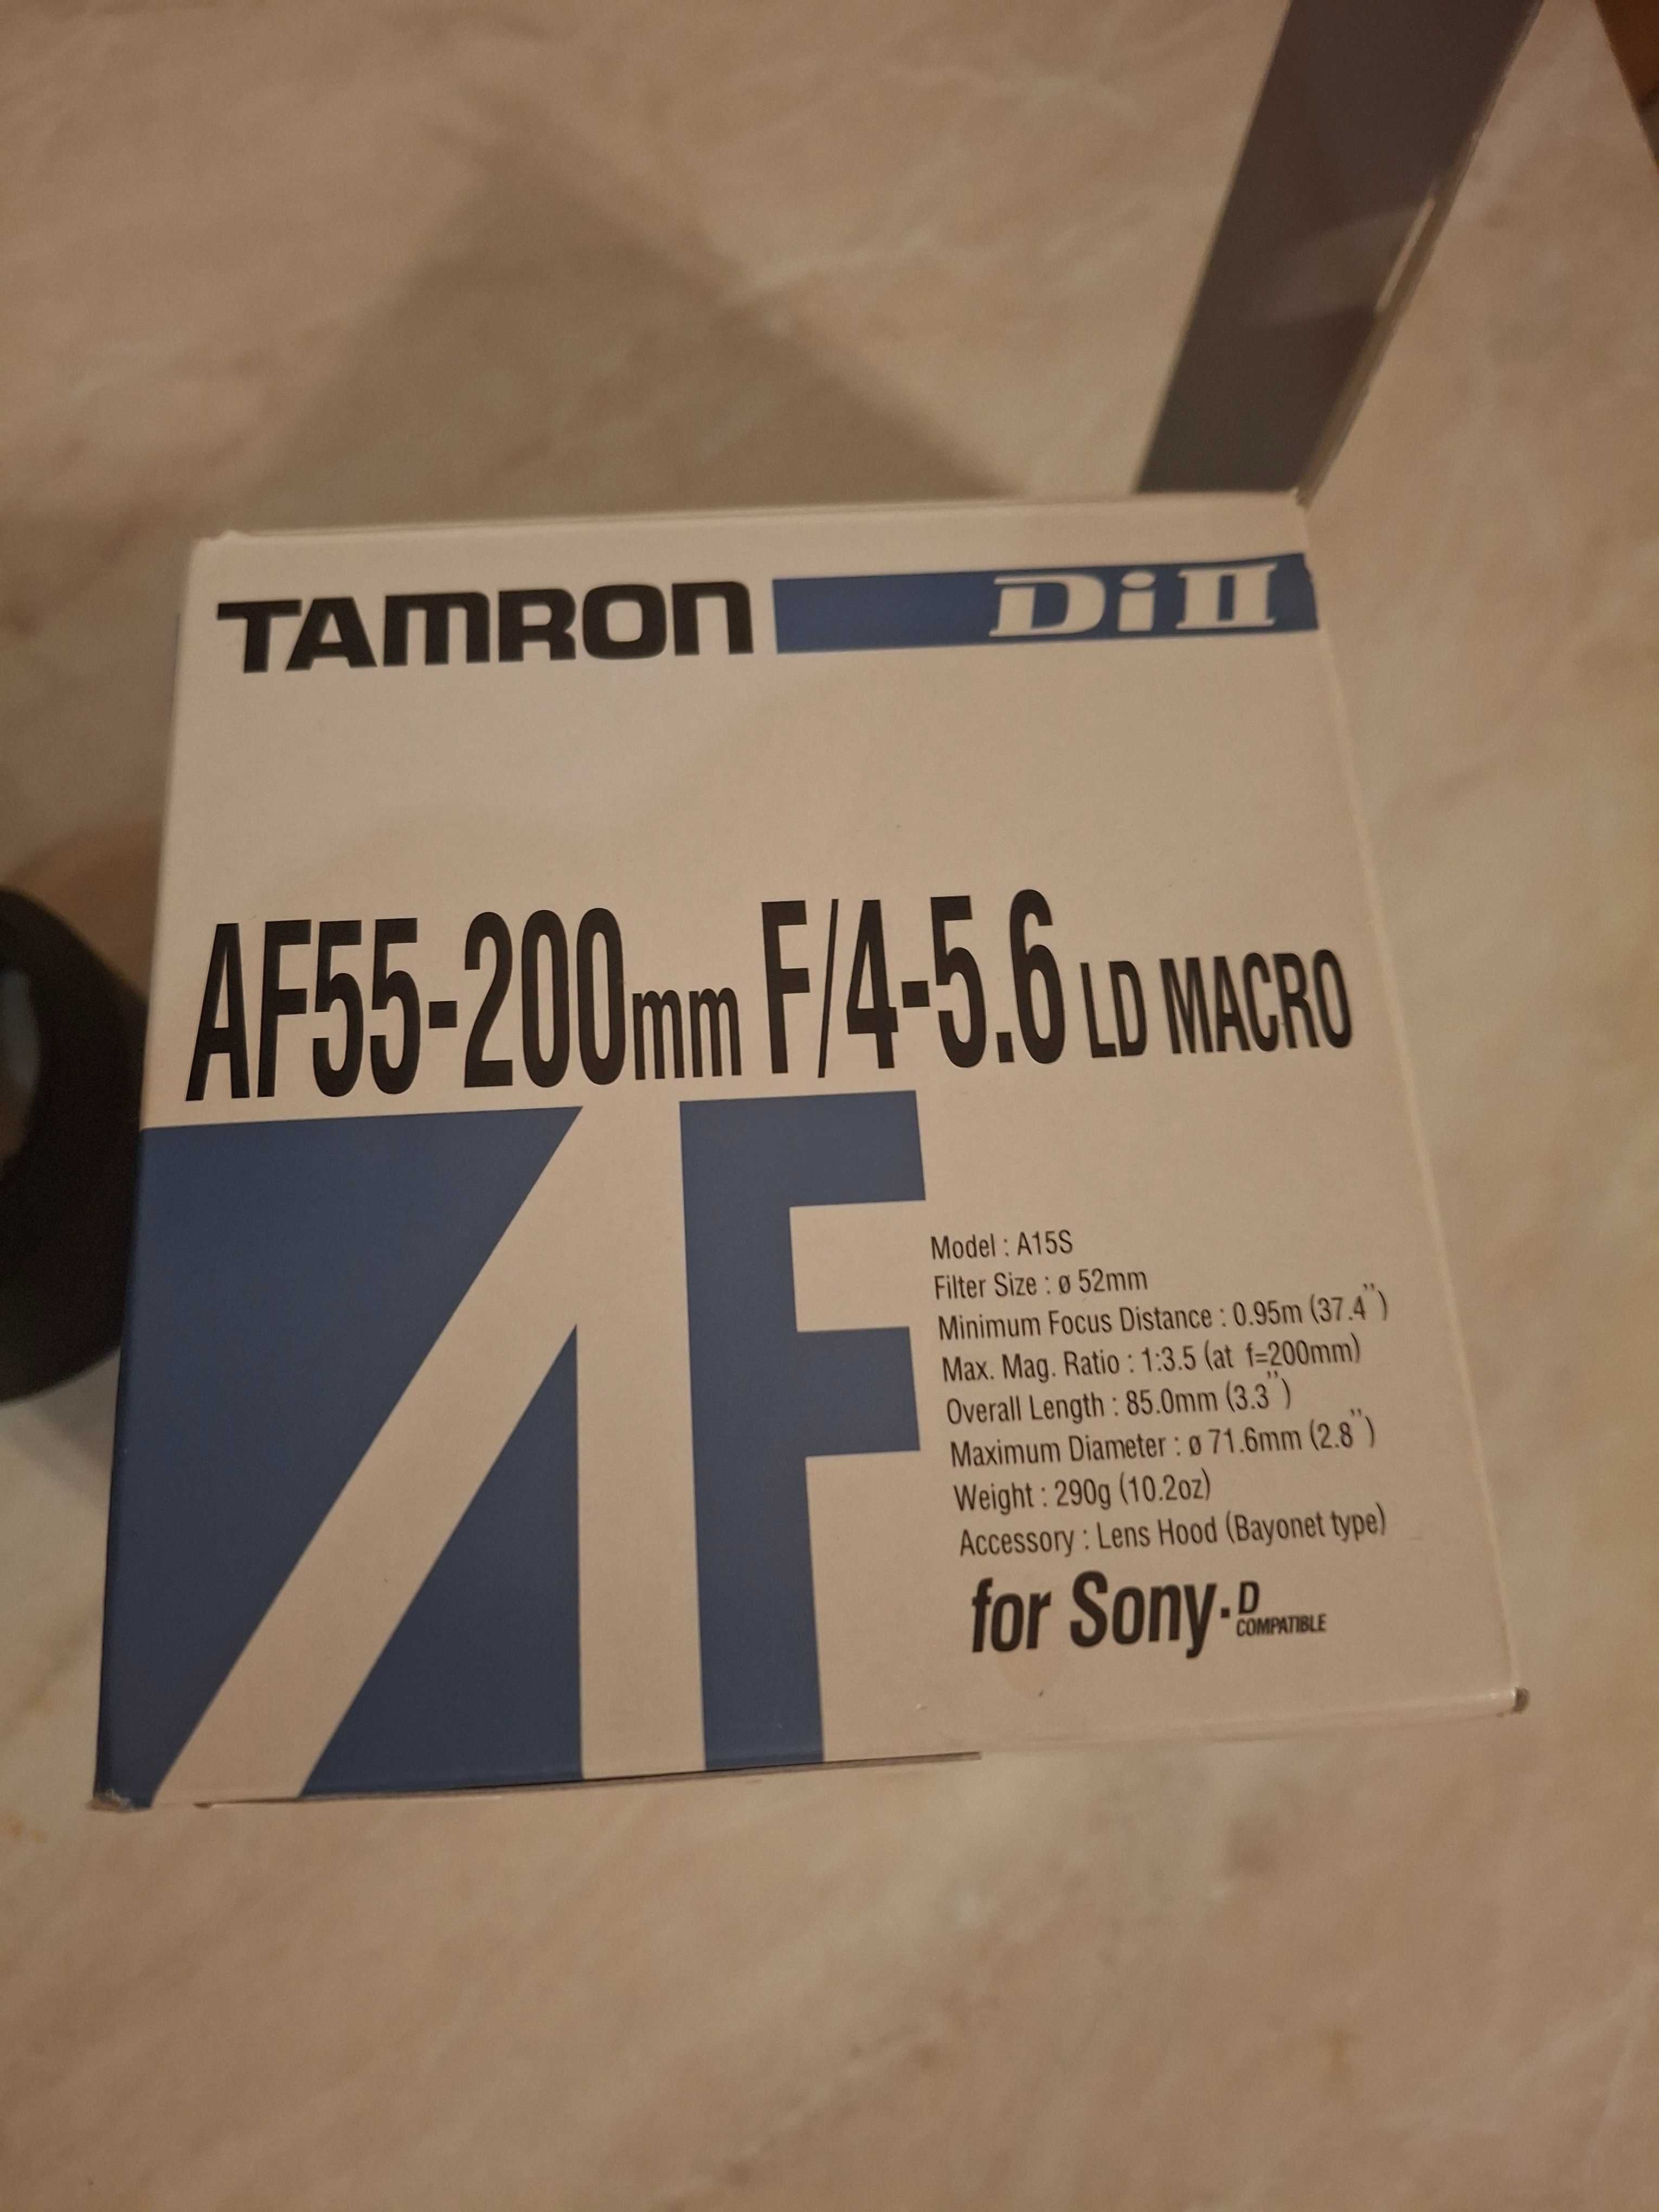 TAMRON Di II
AF55-200mm F/4-5.6 LD MACRO
AF
Model : A15S
Filter Size : ø 52mm
Minimum Focus Distance : 0.95m (37.4”)
Max. Mag. Ratio : 1:3.5 (at f=200mm)
Overall Length : 85.0mm (3.3”)
Maximum Diameter : ø 71.6mm (2.8”)
Weight : 290g (10.2oz)
Accessory : Lens Hood (Bayonet type)
for Sony-D
COMPATIBLE